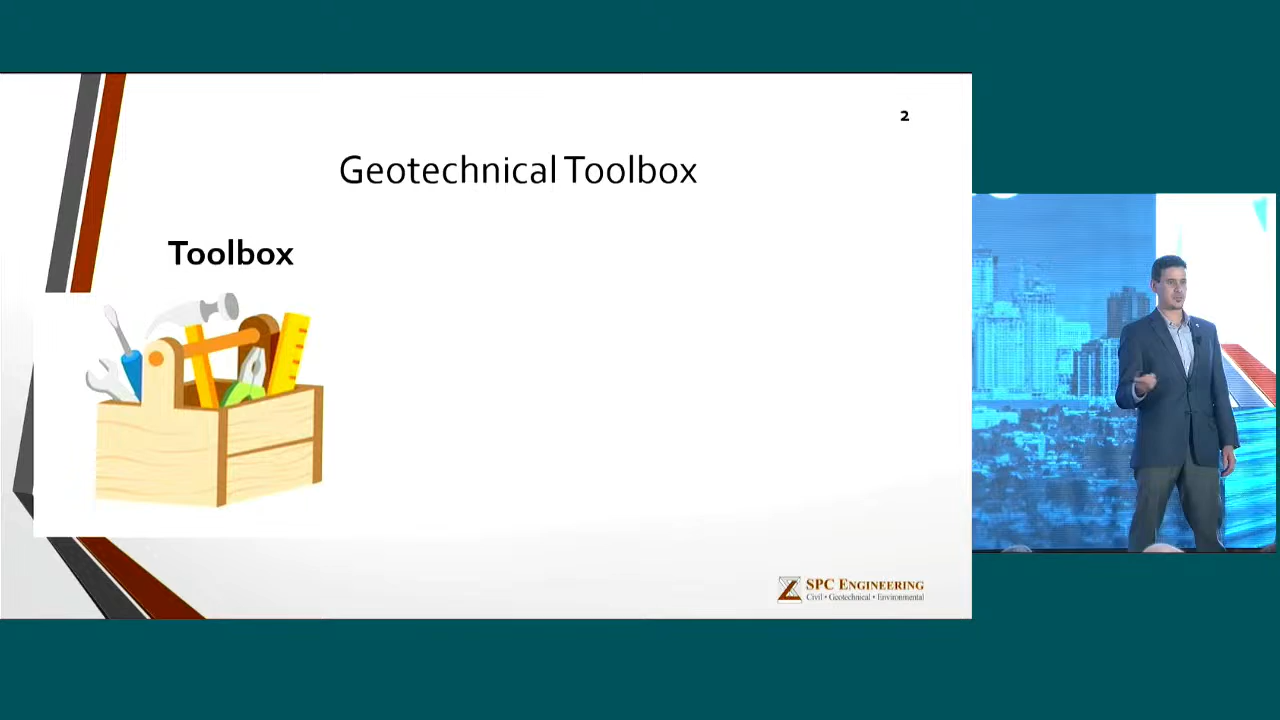 2
Geotechnical Toolbox
Toolbox
SPC ENGINEERING
Civil • Geotechnical • Environmental